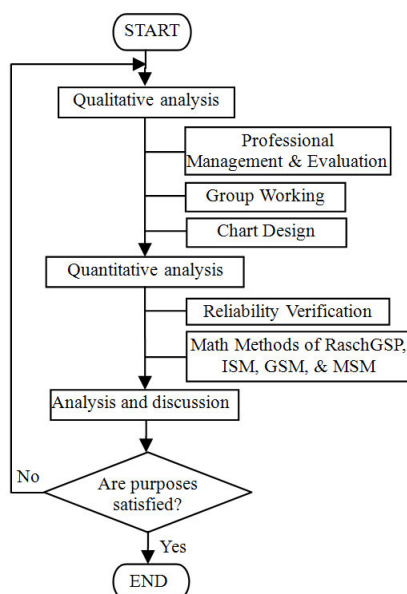 START
Qualitative analysis
Professional
Management & Evaluation
Group Working
Chart Design
Quantitative analysis
Reliability Verification
Math Methods of RaschGSP,
ISM, GSM, & MSM
Analysis and discussion
No
Are purposes
satisfied?
Yes
END